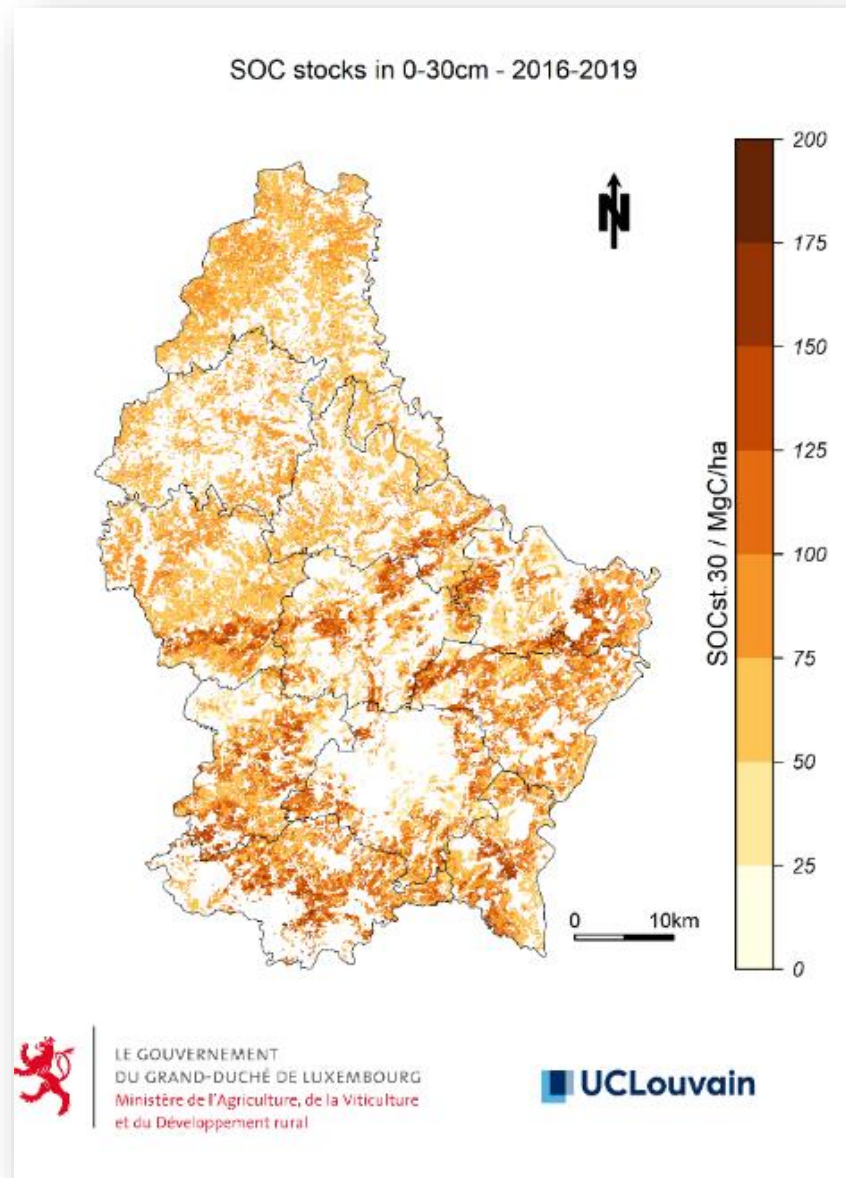 SOC stocks in 0-30cm - 2016-2019
N
200
175
150
125
100
75
50
25
0
SOCst.30 / MgC/ha
0 10km
LE GOUVERNEMENT
DU GRAND-DUCHÉ DE LUXEMBOURG
Ministère de l'Agriculture, de la Viticulture
et du Développement rural
UCLouvain